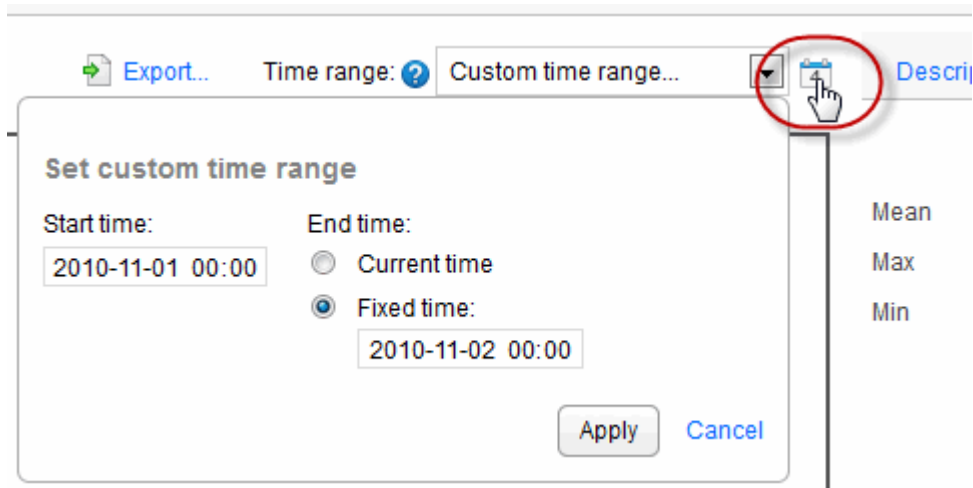 Export... Time range: Custom time range... 4 Descrip
Set custom time range
Start time: End time:
2010-11-01 00:00 Current time
Fixed time:
2010-11-02 00:00
Apply Cancel
Mean
Max
Min